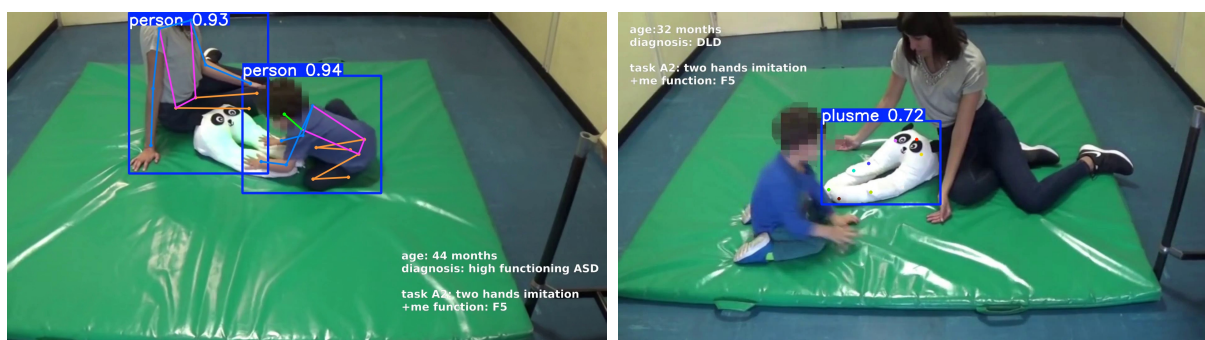 person 0.93
person 0.94
age: 44 months
diagnosis: high functioning ASD
task A2: two hands imitation
+me function: F5
age:32 months
diagnosis: DLD
task A2: two hands imitation
+me function: F5
plusme 0.72